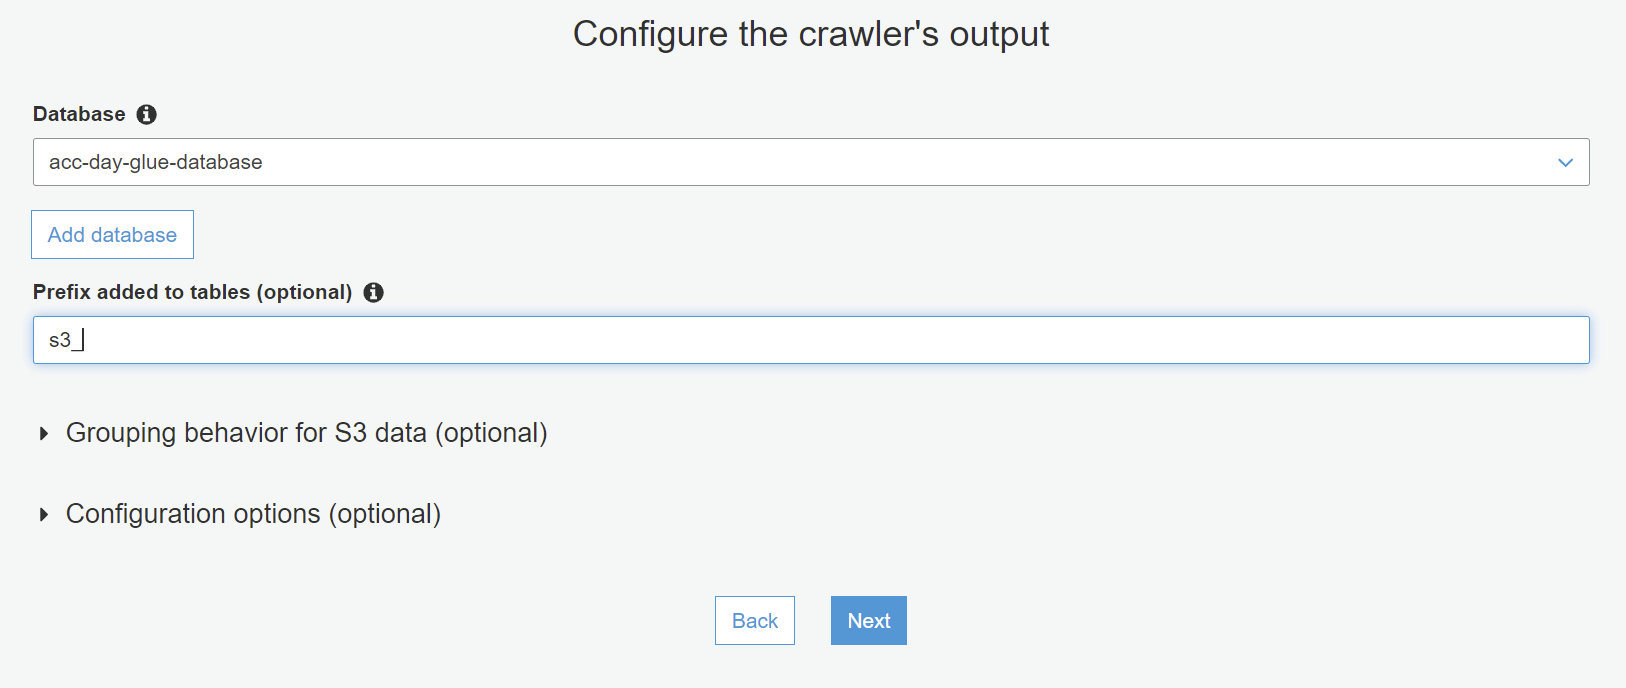 Configure the crawler's output
Database
acc-day-glue-database
Add database
Prefix added to tables (optional)
s3_
Grouping behavior for S3 data (optional)
Configuration options (optional)
Back Next